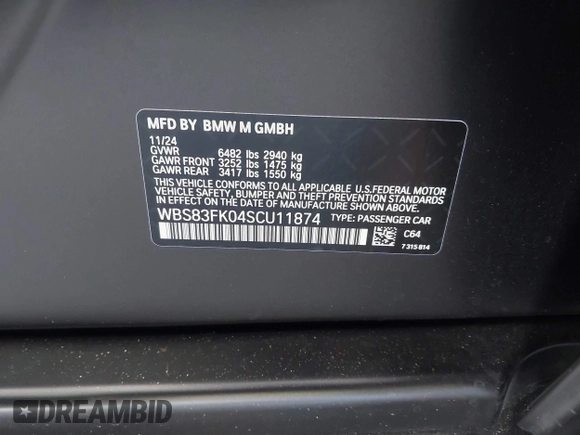 MFD BY BMW M GMBH
11/24
GVWR 6482 lbs 2940 kg
GAWR FRONT 3252 lbs 1475 kg
GAWR REAR 3417 lbs 1550 kg
THIS VEHICLE CONFORMS TO ALL APPLICABLE U.S.FEDERAL MOTOR
VEHICLE SAFETY, BUMPER AND THEFT PREVENTION STANDARDS
IN EFFECT ON THE DATE OF MANUFACTURE SHOWN ABOVE.
WBS83FK04SCU11874 TYPE: PASSENGER CAR
C64
7 315 814
DREAMBID